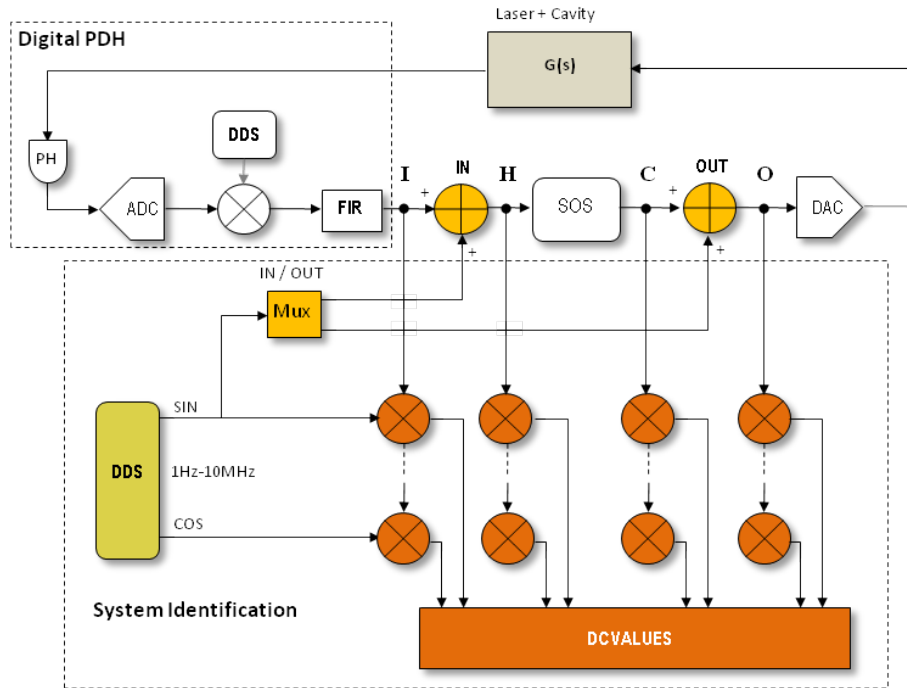 Laser + Cavity
Digital PDH
G(s)
DDS
PH
I
IN
H
C
OUT
O
ADC
FIR
SOS
DAC
+
+
+
+
IN / OUT
Mux
SIN
DDS
1Hz-10MHz
COS
System Identification
DCVALUES